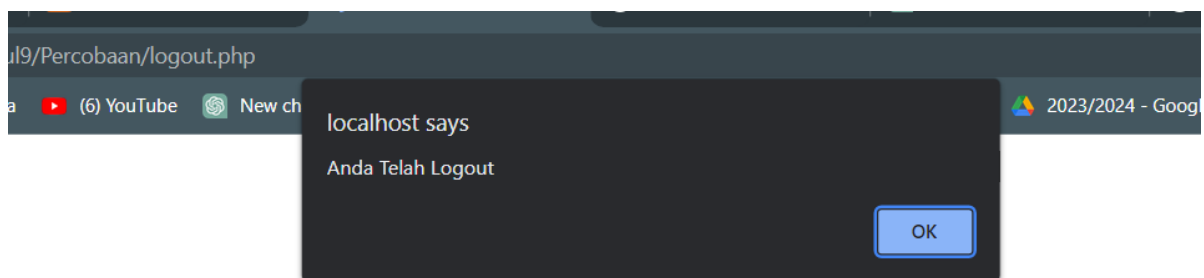 ul9/Percobaan/logout.php
a (6) YouTube New ch 2023/2024 - Googl
localhost says
Anda Telah Logout
OK